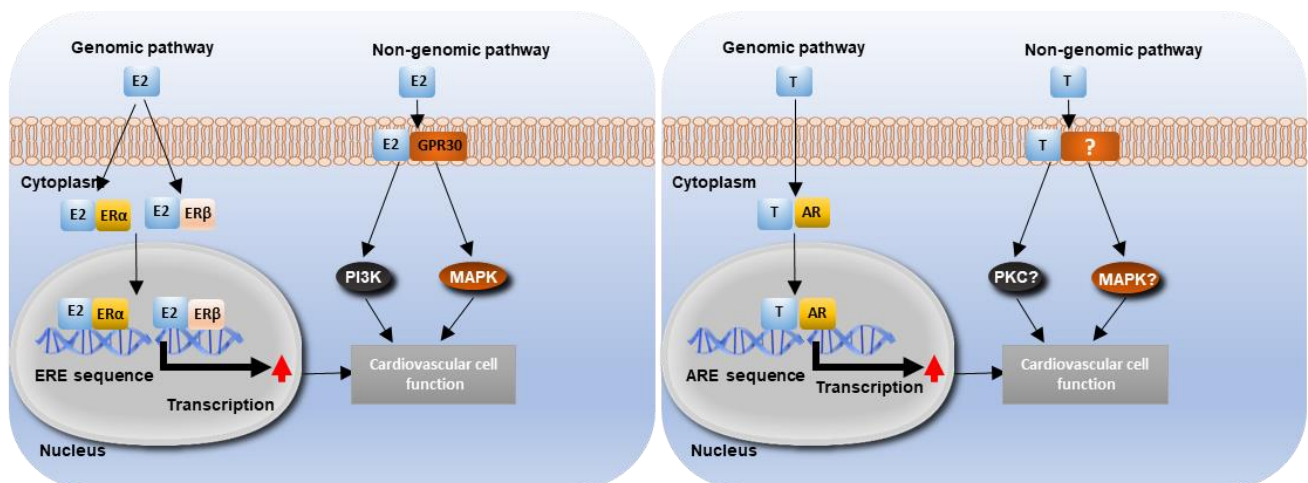 Genomic pathway
Non-genomic pathway
E2
E2
E2 GPR30
Cytoplasm
E2 ERα
E2 ERβ
PI3K
MAPK
E2 ERα
E2 ERβ
ERE sequence
Transcription
Cardiovascular cell
function
Nucleus
Genomic pathway
Non-genomic pathway
T
T
T ?
Cytoplasm
T AR
PKC?
MAPK?
T AR
ARE sequence
Transcription
Cardiovascular cell
function
Nucleus